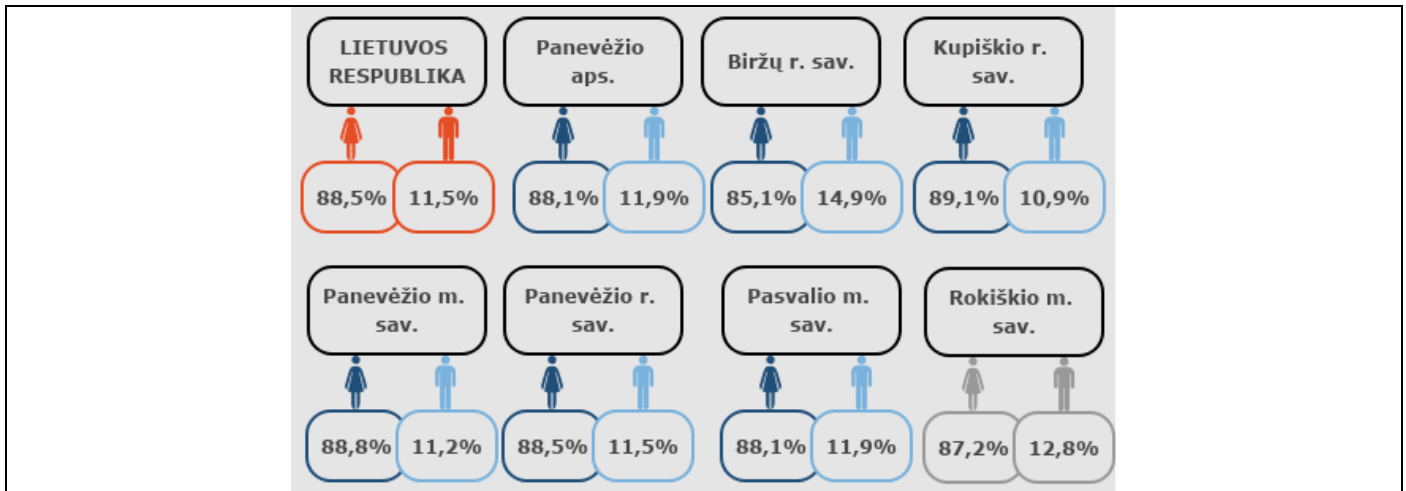 LIETUVOS
RESPUBLIKA
88,5% 11,5%
Panevėžio
aps.
88,1% 11,9%
Biržų r. sav.
85,1% 14,9%
Kupiškio r.
sav.
89,1% 10,9%
Panevėžio m.
sav.
88,8% 11,2%
Panevėžio r.
sav.
88,5% 11,5%
Pasvalio m.
sav.
88,1% 11,9%
Rokiškio m.
sav.
87,2% 12,8%